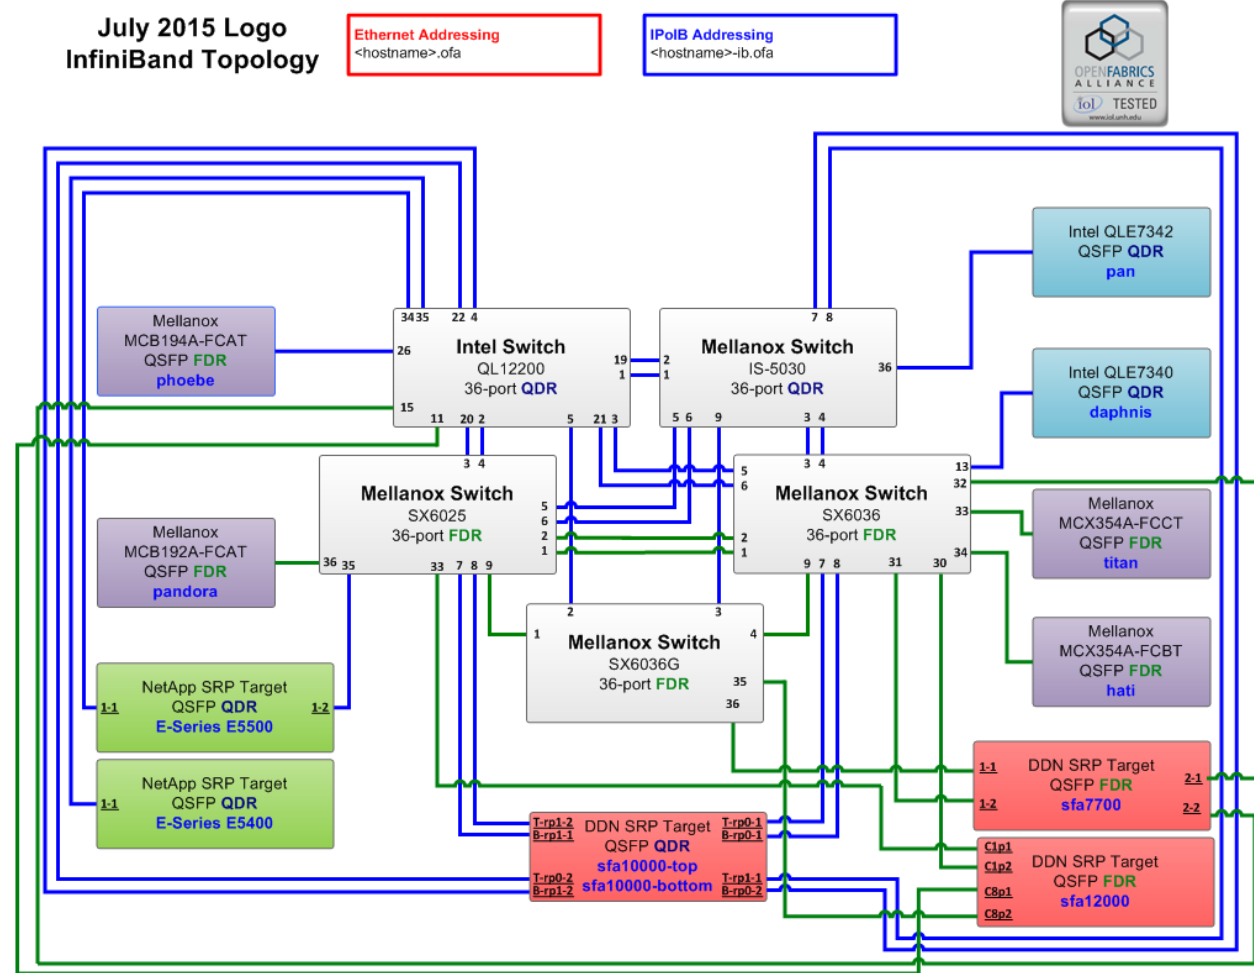 July 2015 Logo
InfiniBand Topology
Ethernet Addressing
<hostname>.ofa
IPoIB Addressing
<hostname>-ib.ofa
OPENFABRICS
ALLIANCE
iol TESTED
www.iol.unh.edu
Intel QLE7342
QSFP QDR
pan
7 8
34 35 22 4
Mellanox
MCB194A-FCAT
QSFP FDR
phoebe
26
Intel Switch
QL12200
36-port QDR
19
1
15
11 20 2 5 21 3
2
1
Mellanox Switch
IS-5030
36-port QDR
36
5 6 9 3 4
Intel QLE7340
QSFP QDR
daphnis
3 4
Mellanox Switch
SX6025
36-port FDR
5
6
2
1
36 35 33 7 8 9
3 4
5
6
Mellanox Switch
SX6036
36-port FDR
2
1
13
32
33
34
9 7 8 31 30
Mellanox
MCX354A-FCCT
QSFP FDR
titan
Mellanox
MCB192A-FCAT
QSFP FDR
pandora
2 3
1
Mellanox Switch
SX6036G
36-port FDR
4
35
36
Mellanox
MCX354A-FCBT
QSFP FDR
hati
NetApp SRP Target
QSFP QDR
E-Series E5500
1-1
1-2
NetApp SRP Target
QSFP QDR
E-Series E5400
1-1
DDN SRP Target
QSFP FDR
sfa7700
1-1
1-2
2-1
2-2
T-rp1-2
B-rp1-1
DDN SRP Target
QSFP QDR
sfa10000-top
sfa10000-bottom
T-rp0-1
B-rp0-1
T-rp0-2
B-rp1-2
T-rp1-1
B-rp0-2
C1p1
C1p2
C8p1
C8p2
DDN SRP Target
QSFP FDR
sfa12000